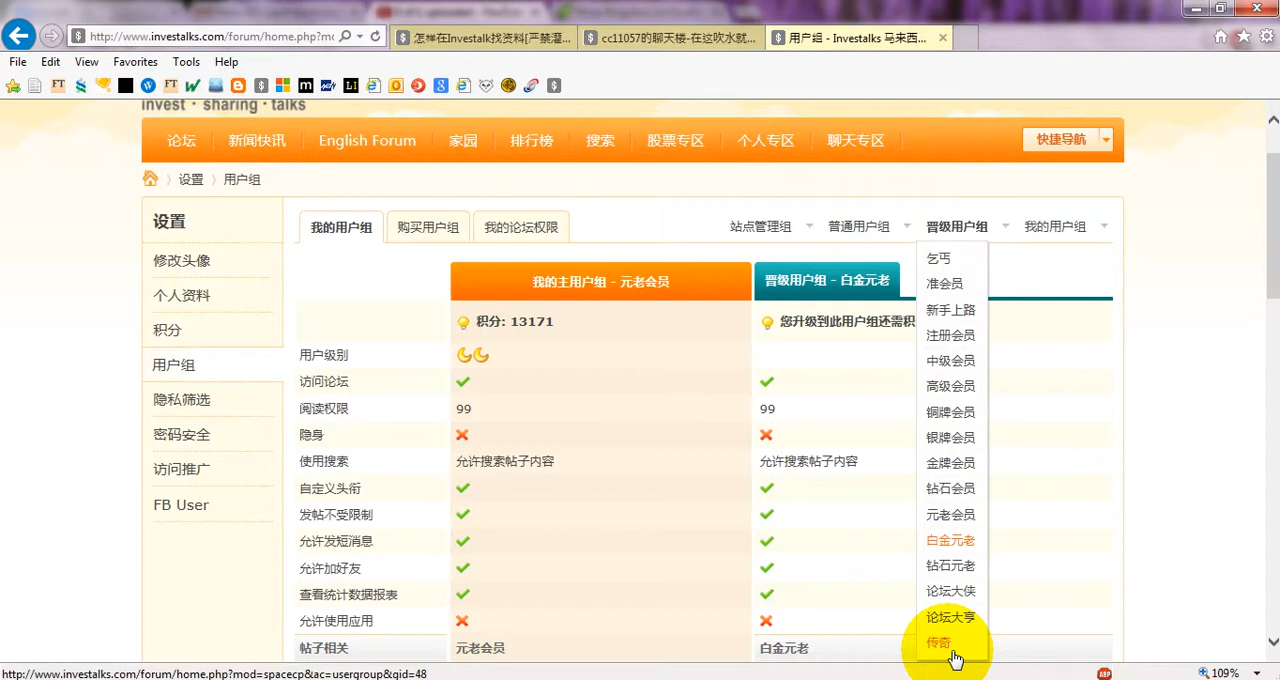 http://www.investalks.com/forum/home.php?mc
怎样在Investalk找资料[严禁灌...
cc11057的聊天楼-在这吹水就...
用户组 - Investalks 马来西...
File Edit View Favorites Tools Help
invest · sharing · talks
论坛 新闻快讯 English Forum 家园 排行榜 搜索 股票专区 个人专区 聊天专区 快捷导航
设置 用户组
设置
修改头像
个人资料
积分
用户组
隐私筛选
密码安全
访问推广
FB User
我的用户组 购买用户组 我的论坛权限 站点管理组 普通用户组 晋级用户组 我的用户组
我的主用户组 - 元老会员 晋级用户组 - 白金元老
积分: 13171 您升级到此用户组还需积
用户级别
访问论坛
阅读权限 99 99
隐身
使用搜索 允许搜索帖子内容 允许搜索帖子内容
自定义头衔
发帖不受限制
允许发短消息
允许加好友
查看统计数据报表
允许使用应用
帖子相关 元老会员 白金元老
乞丐
准会员
新手上路
注册会员
中级会员
高级会员
铜牌会员
银牌会员
金牌会员
钻石会员
元老会员
白金元老
钻石元老
论坛大侠
论坛大亨
传奇
http://www.investalks.com/forum/home.php?mod=spacecp&ac=usergroup&gid=48
109%